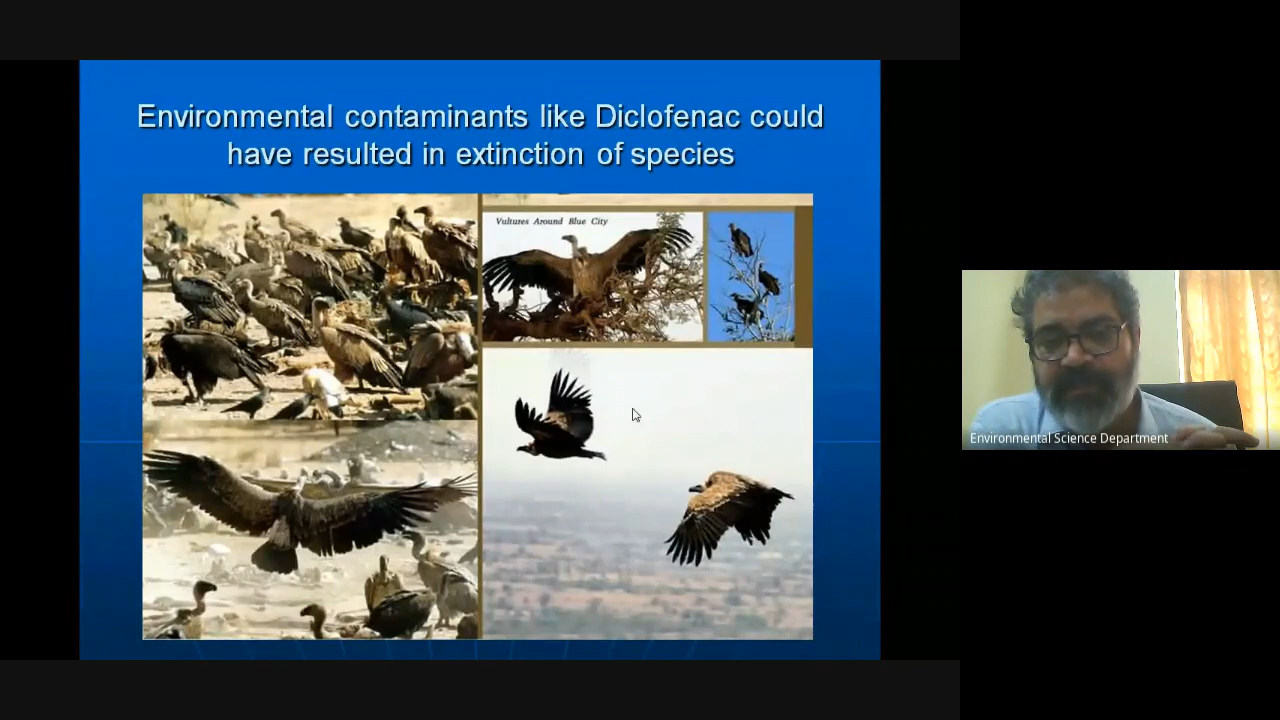 Environmental contaminants like Diclofenac could
have resulted in extinction of species
Vultures Around Blue City
Environmental Science Department